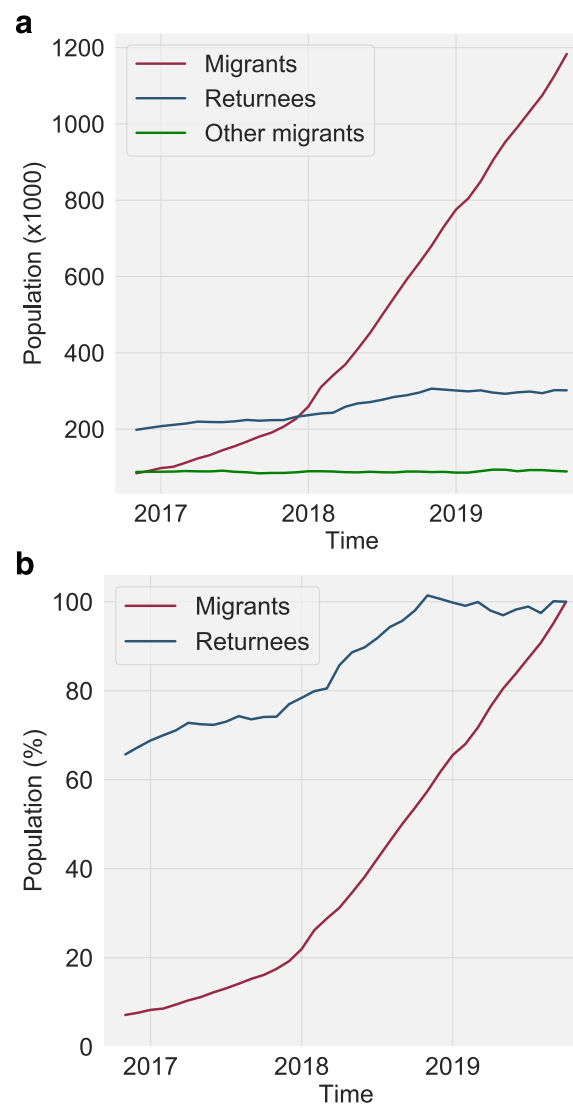 a
1200
1000
800
600
400
200
Population (x1000)
Migrants
Returnees
Other migrants
2017 2018 2019
Time
b
100
80
60
40
20
0
Population (%)
Migrants
Returnees
2017 2018 2019
Time